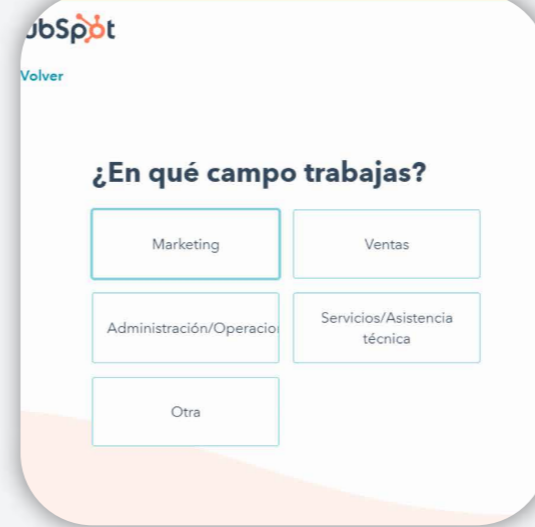 ubSpot
Volver
¿En qué campo trabajas?
Marketing
Ventas
Administración/Operacio
Servicios/Asistencia
técnica
Otra